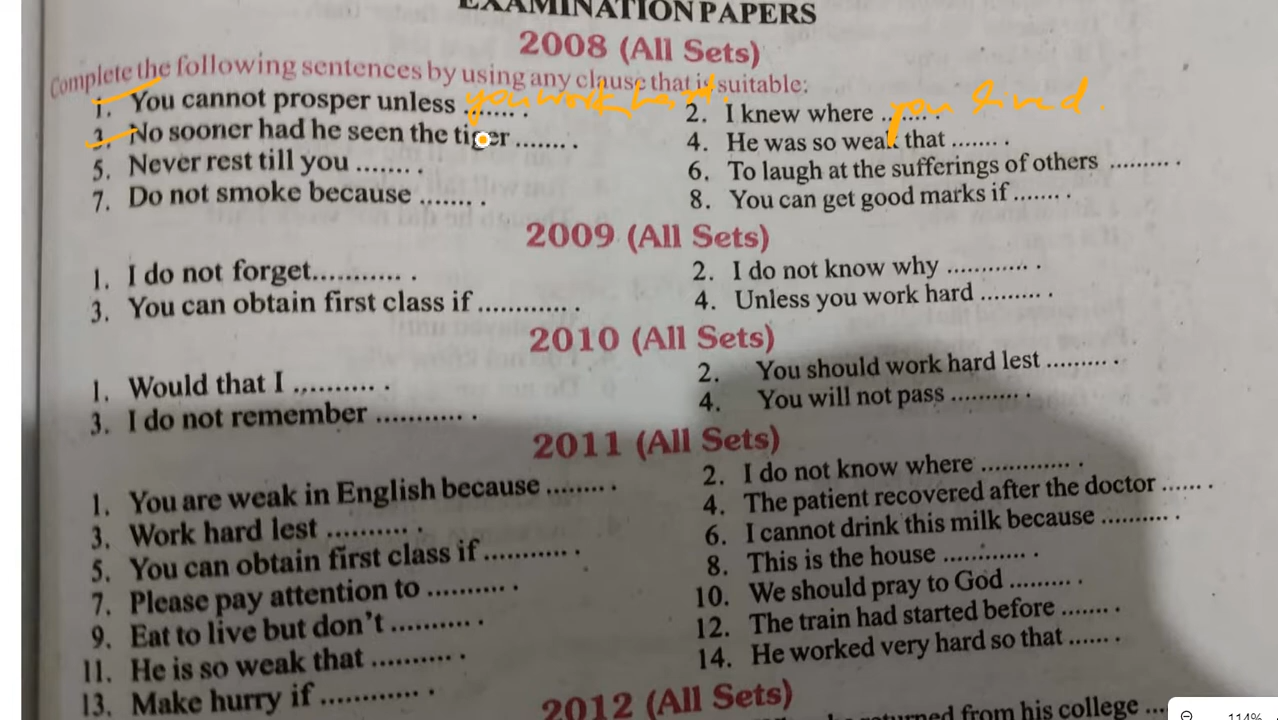 EXAMINATION PAPERS
2008 (All Sets)
Complete the following sentences by using any clause that is suitable:
1. You cannot prosper unless ....... . you work hard.
2. I knew where ........ you lived.
3. No sooner had he seen the tiger ....... .
4. He was so weak that ....... .
5. Never rest till you ....... .
6. To laugh at the sufferings of others ......... .
7. Do not smoke because ....... .
8. You can get good marks if ....... .
2009 (All Sets)
1. I do not forget........... .
2. I do not know why ............ .
3. You can obtain first class if ............
4. Unless you work hard ......... .
2010 (All Sets)
1. Would that I .......... .
2. You should work hard lest ......... .
3. I do not remember ........... .
4. You will not pass .......... .
2011 (All Sets)
1. You are weak in English because ........ .
2. I do not know where ............. .
3. Work hard lest .......... .
4. The patient recovered after the doctor ...... .
5. You can obtain first class if ........... .
6. I cannot drink this milk because .......... .
7. Please pay attention to .......... .
8. This is the house ............ .
9. Eat to live but don't .......... .
10. We should pray to God ......... .
11. He is so weak that .......... .
12. The train had started before ....... .
13. Make hurry if ............ .
14. He worked very hard so that ...... .
2012 (All Sets)
returned from his college ...
114%